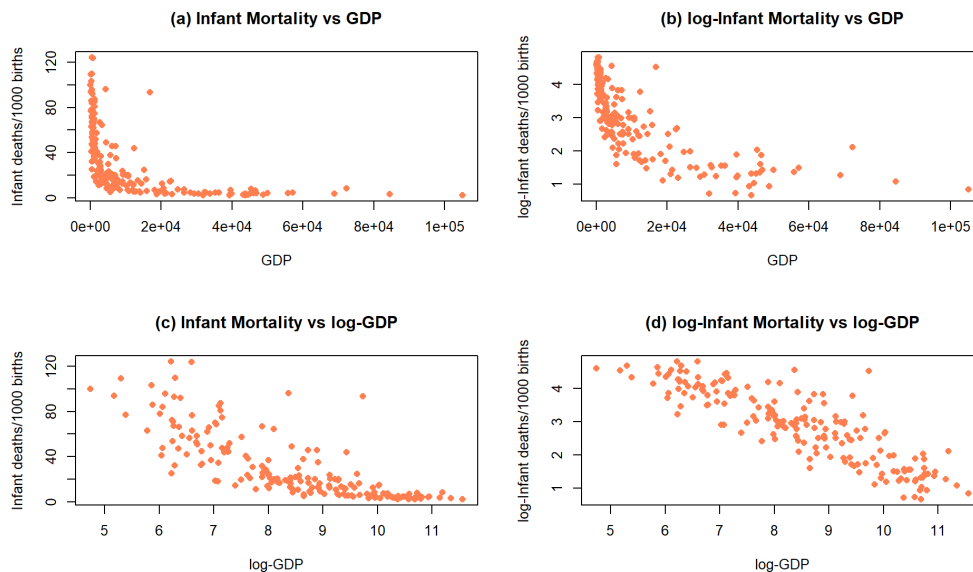 (a) Infant Mortality vs GDP
Infant deaths/1000 births
0 40 80 120
0e+00 2e+04 4e+04 6e+04 8e+04 1e+05
GDP
(b) log-Infant Mortality vs GDP
log-Infant deaths/1000 births
1 2 3 4
0e+00 2e+04 4e+04 6e+04 8e+04 1e+05
GDP
(c) Infant Mortality vs log-GDP
Infant deaths/1000 births
0 40 80 120
5 6 7 8 9 10 11
log-GDP
(d) log-Infant Mortality vs log-GDP
log-Infant deaths/1000 births
1 2 3 4
5 6 7 8 9 10 11
log-GDP